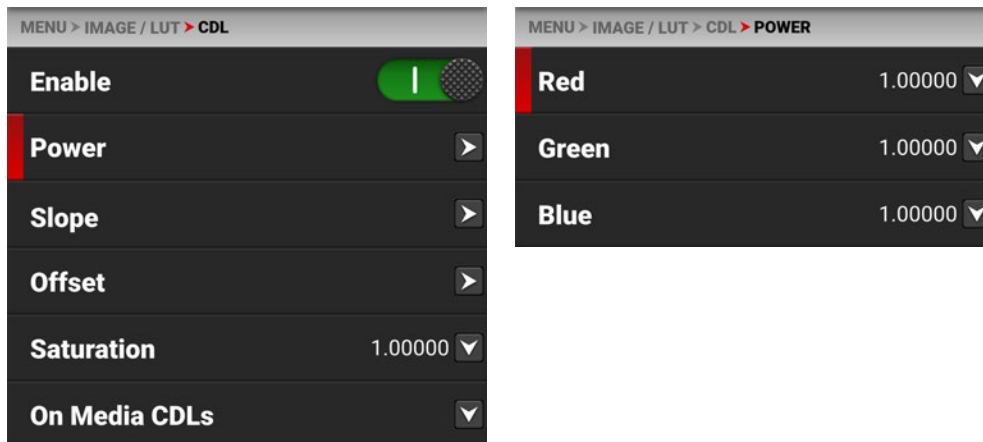 MENU > IMAGE / LUT > CDL
Enable
Power
Slope
Offset
Saturation 1.00000
On Media CDLs
MENU > IMAGE / LUT > CDL > POWER
Red 1.00000
Green 1.00000
Blue 1.00000